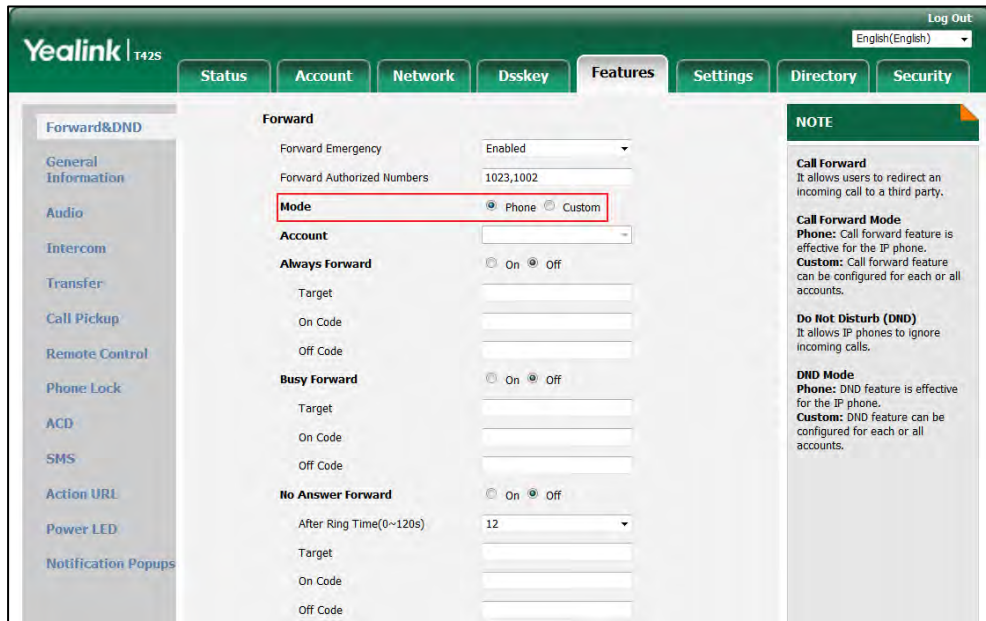 Log Out
English(English)
Yealink | T42S
Status Account Network Dsskey Features Settings Directory Security
Forward&DND
General
Information
Audio
Intercom
Transfer
Call Pickup
Remote Control
Phone Lock
ACD
SMS
Action URL
Power LED
Notification Popups
Forward
Forward Emergency Enabled
Forward Authorized Numbers 1023,1002
Mode Phone Custom
Account
Always Forward On Off
Target
On Code
Off Code
Busy Forward On Off
Target
On Code
Off Code
No Answer Forward On Off
After Ring Time(0~120s) 12
Target
On Code
Off Code
NOTE
Call Forward
It allows users to redirect an
incoming call to a third party.
Call Forward Mode
Phone: Call forward feature is
effective for the IP phone.
Custom: Call forward feature
can be configured for each or all
accounts.
Do Not Disturb (DND)
It allows IP phones to ignore
incoming calls.
DND Mode
Phone: DND feature is effective
for the IP phone.
Custom: DND feature can be
configured for each or all
accounts.